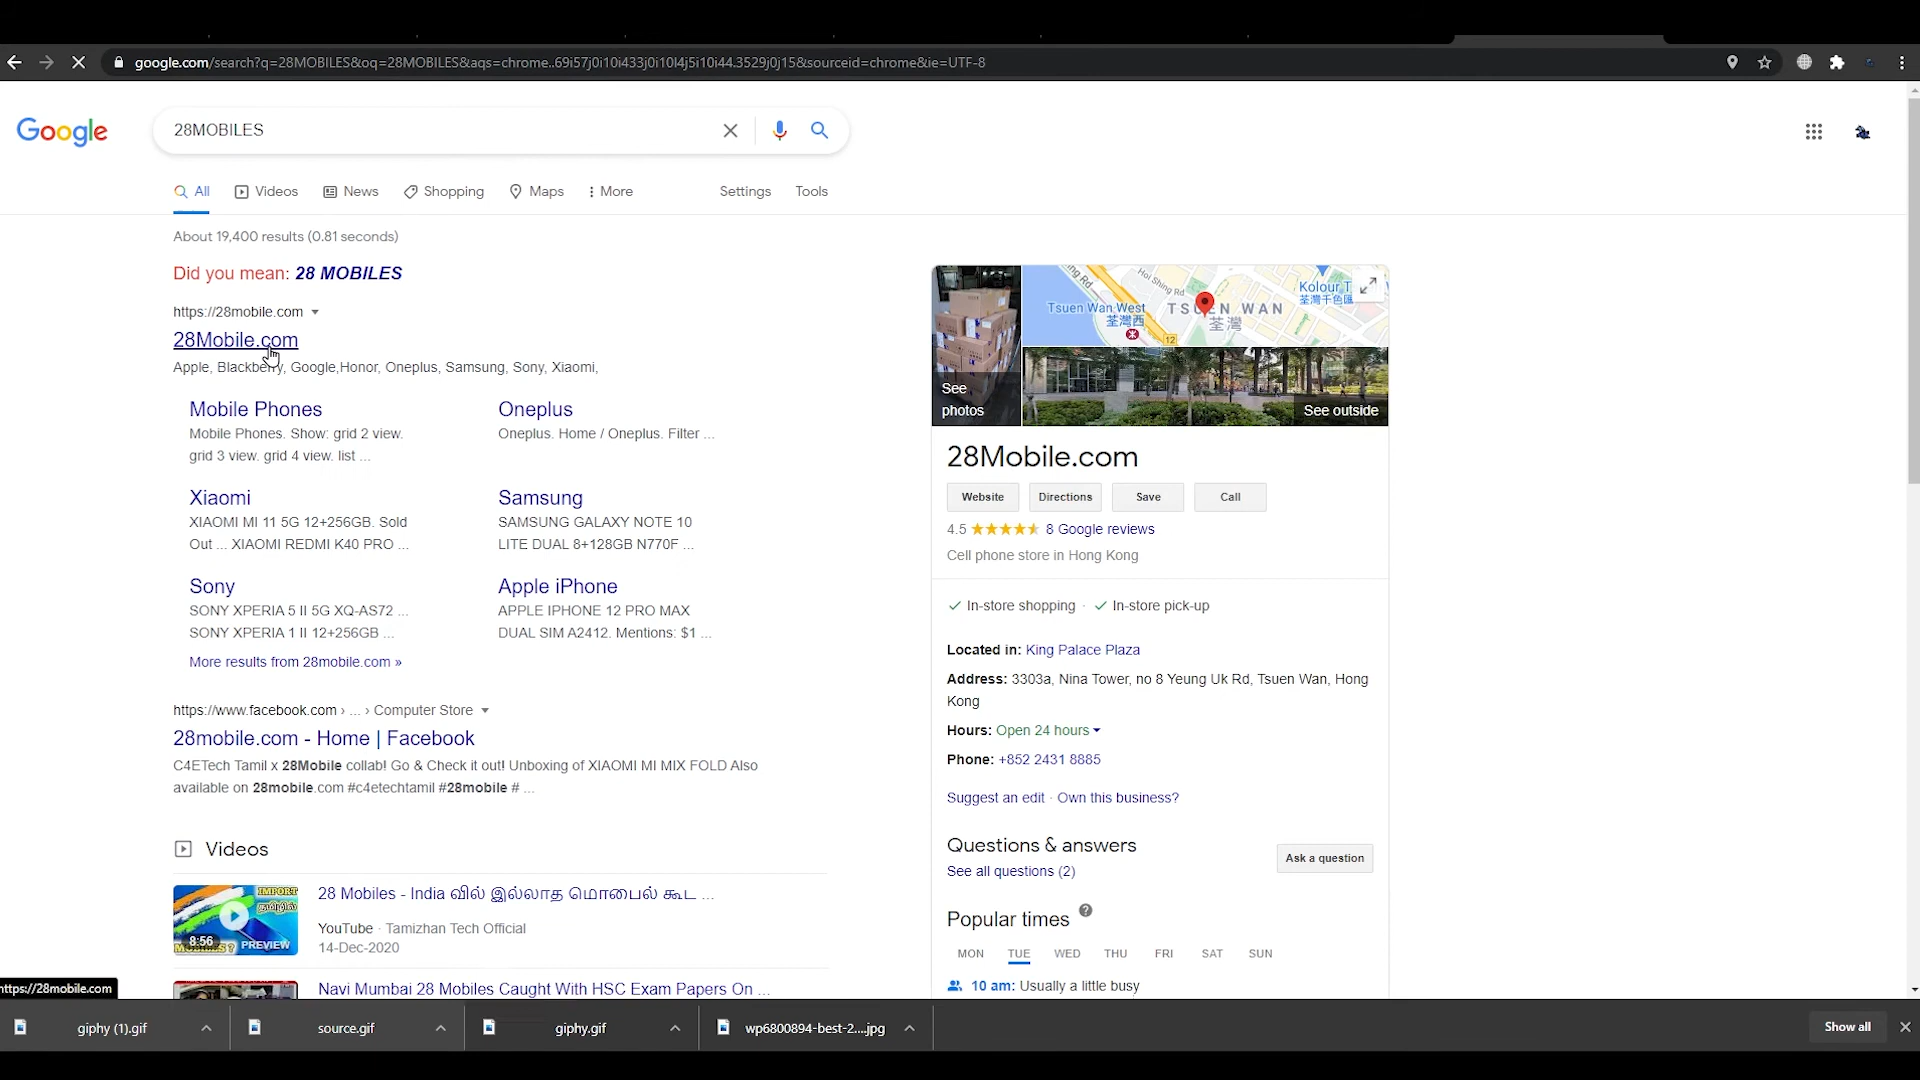 google.com/search?q=28MOBILES&oq=28MOBILES&aqs=chrome..69i57j0i10i433j0i10l4j5i10i44.3529j0j15&sourceid=chrome&ie=UTF-8
Google
28MOBILES
All Videos News Shopping Maps More Settings Tools
About 19,400 results (0.81 seconds)
Did you mean: 28 MOBILES
https://28mobile.com
28Mobile.com
Apple, Blackberry, Google,Honor, Oneplus, Samsung, Sony, Xiaomi,
Mobile Phones
Mobile Phones. Show: grid 2 view.
grid 3 view. grid 4 view. list ...
Oneplus
Oneplus. Home / Oneplus. Filter ...
Xiaomi
XIAOMI MI 11 5G 12+256GB. Sold
Out ... XIAOMI REDMI K40 PRO ...
Samsung
SAMSUNG GALAXY NOTE 10
LITE DUAL 8+128GB N770F ...
Sony
SONY XPERIA 5 II 5G XQ-AS72 ...
SONY XPERIA 1 II 12+256GB ...
Apple iPhone
APPLE IPHONE 12 PRO MAX
DUAL SIM A2412. Mentions: $1 ...
More results from 28mobile.com »
https://www.facebook.com › ... › Computer Store
28mobile.com - Home | Facebook
C4ETech Tamil x 28Mobile collab! Go & Check it out! Unboxing of XIAOMI MI MIX FOLD Also
available on 28mobile.com #c4etechtamil #28mobile # ...
Videos
IMPORT
தமிழில்
MOBILES?
8:56
PREVIEW
28 Mobiles - India வில் இல்லாத மொபைல் கூட ...
YouTube · Tamizhan Tech Official
14-Dec-2020
Navi Mumbai 28 Mobiles Caught With HSC Exam Papers On ...
Hoi Shing Rd
Tsuen Wan West
荃灣西
TSUEN WAN
荃灣
12
Kolour T
荃灣千色匯
See
photos
See outside
28Mobile.com
Website Directions Save Call
4.5 8 Google reviews
Cell phone store in Hong Kong
In-store shopping · In-store pick-up
Located in: King Palace Plaza
Address: 3303a, Nina Tower, no 8 Yeung Uk Rd, Tsuen Wan, Hong
Kong
Hours: Open 24 hours
Phone: +852 2431 8885
Suggest an edit · Own this business?
Questions & answers
See all questions (2)
Ask a question
Popular times
MON TUE WED THU FRI SAT SUN
10 am: Usually a little busy
https://28mobile.com
giphy (1).gif
source.gif
giphy.gif
wp6800894-best-2....jpg
Show all